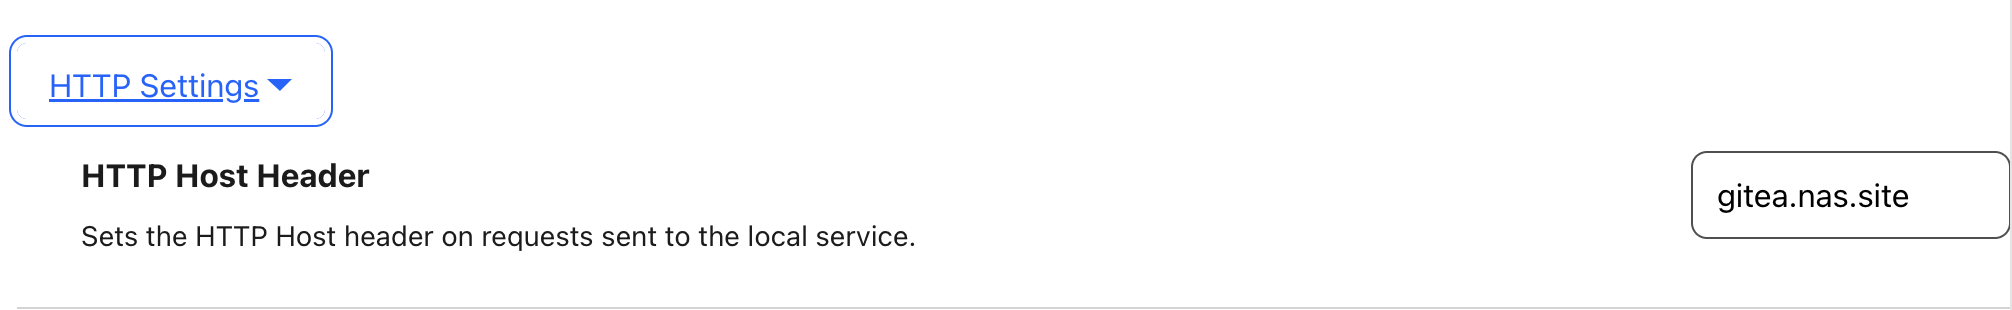 HTTP Settings
HTTP Host Header
gitea.nas.site
Sets the HTTP Host header on requests sent to the local service.